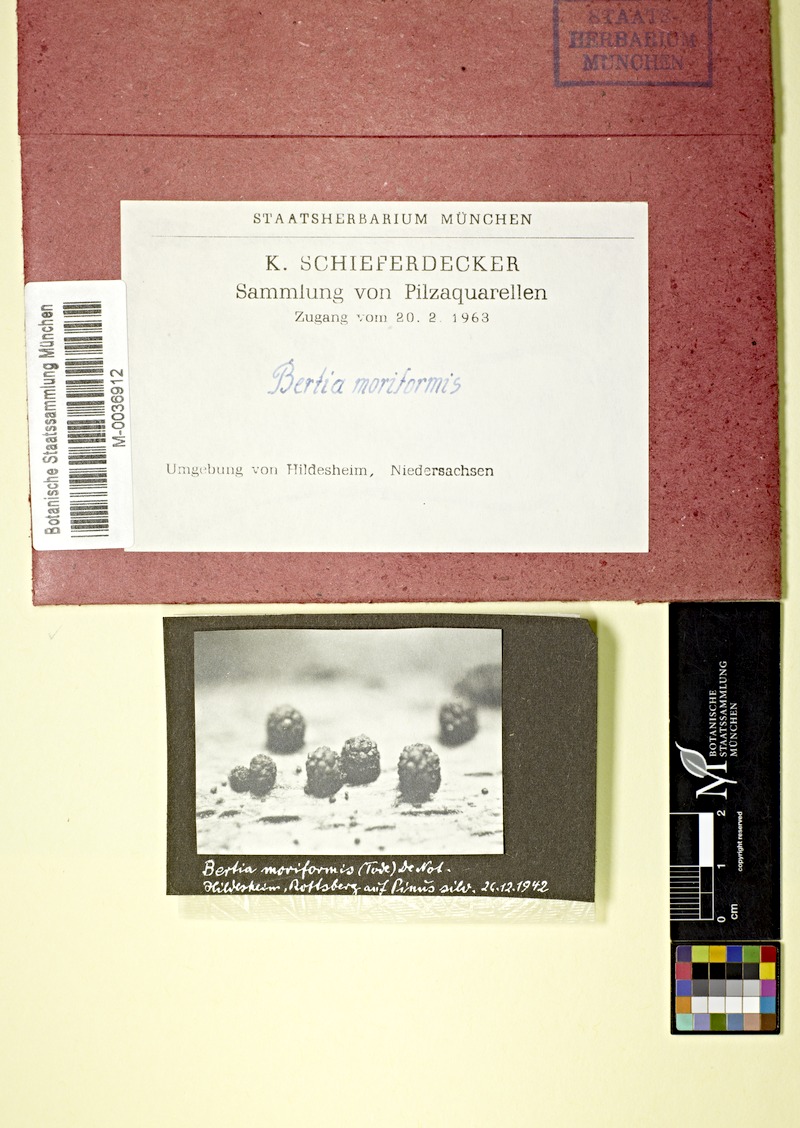 STAATS-
HERBARIUM
MÜNCHEN
STAATSHERBARIUM MÜNCHEN
K. SCHIEFERDECKER
Sammlung von Pilzaquarellen
Zugang vom 20. 2. 1963
Bertia moriformis
Umgebung von Hildesheim, Niedersachsen
Botanische Staatssammlung München
M-0036912
Bertia moriformis (Tode) De Not.
Hildesheim, Rottsberg auf Pinus silv. 26.12.1942
BOTANISCHE
STAATSSAMMLUNG
MÜNCHEN
copyright reserved
0 1 2
cm